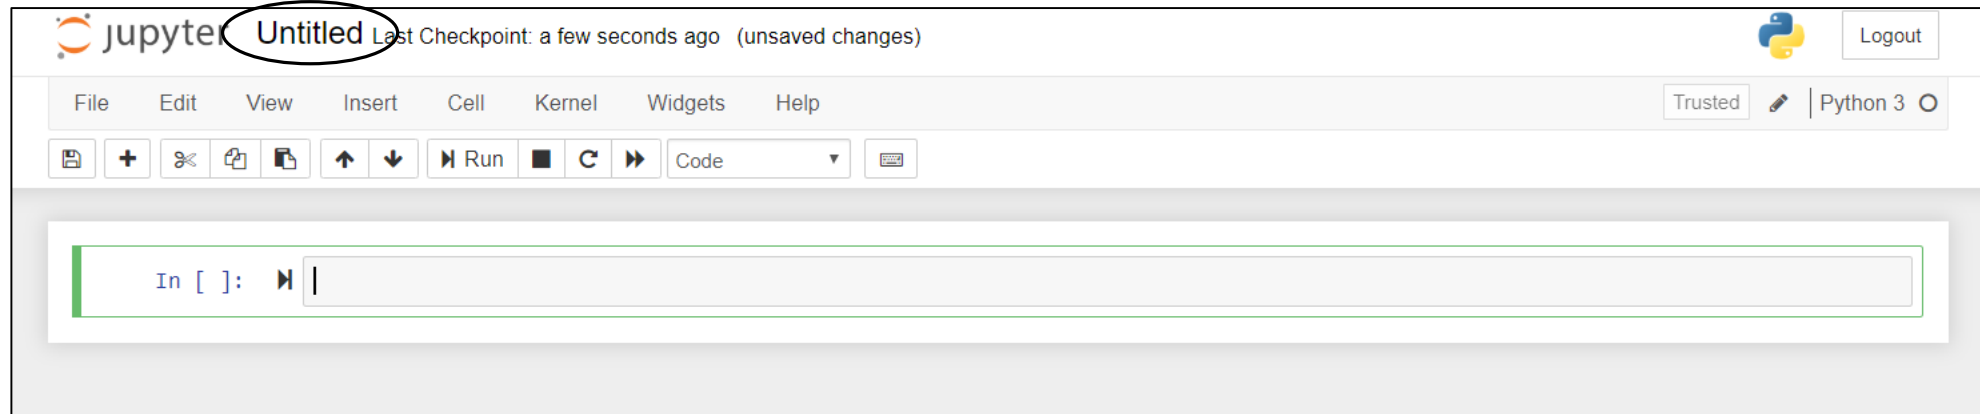 jupyter Untitled Last Checkpoint: a few seconds ago (unsaved changes) Logout
File Edit View Insert Cell Kernel Widgets Help Trusted Python 3
Run Code
In [ ]: